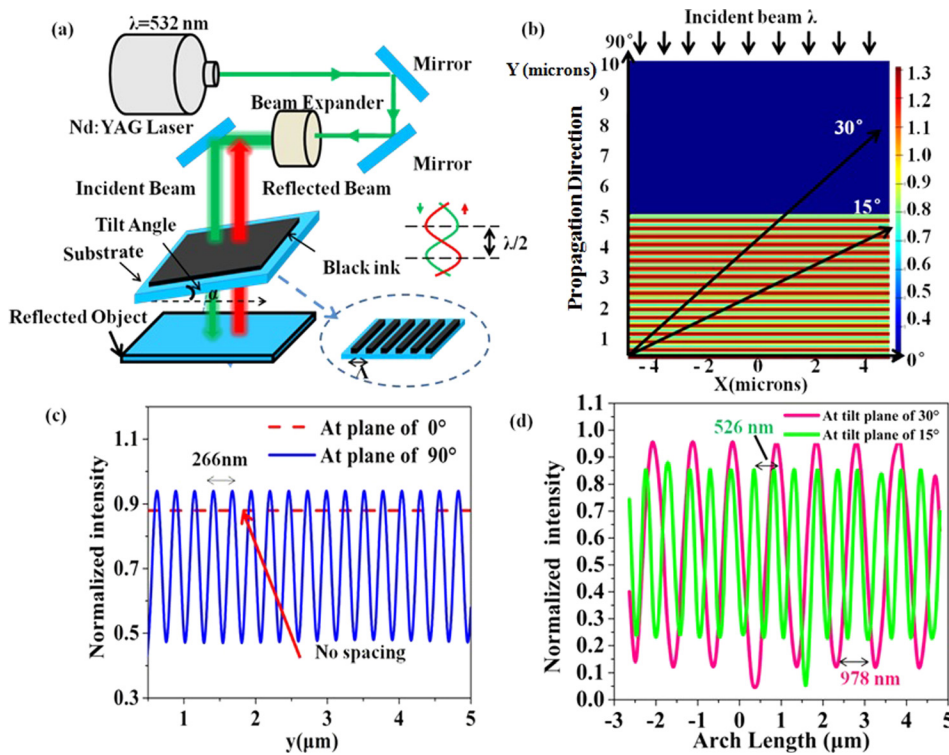 (a)
λ=532 nm
Mirror
Beam Expander
Nd:YAG Laser
Mirror
Incident Beam
Reflected Beam
Tilt Angle
Substrate
Black ink
λ/2
α
Reflected Object
Λ
(b)
Incident beam λ
90°
Y (microns)
Propagation Direction
10
9
8
7
6
5
4
3
2
1
30°
15°
-4
-2
0
2
4
X(microns)
1.3
1.2
1.1
1.0
0.9
0.8
0.7
0.6
0.5
0.4
0.3
0°
(c)
Normalized intensity
1.1
0.9
0.7
0.5
0.3
At plane of 0°
At plane of 90°
266nm
No spacing
1
2
3
4
5
y(μm)
(d)
Normalized intensity
1.1
1.0
0.9
0.8
0.7
0.6
0.5
0.4
0.3
0.2
0.1
0.0
At tilt plane of 30°
At tilt plane of 15°
526 nm
978 nm
-3
-2
-1
0
1
2
3
4
5
Arch Length (μm)